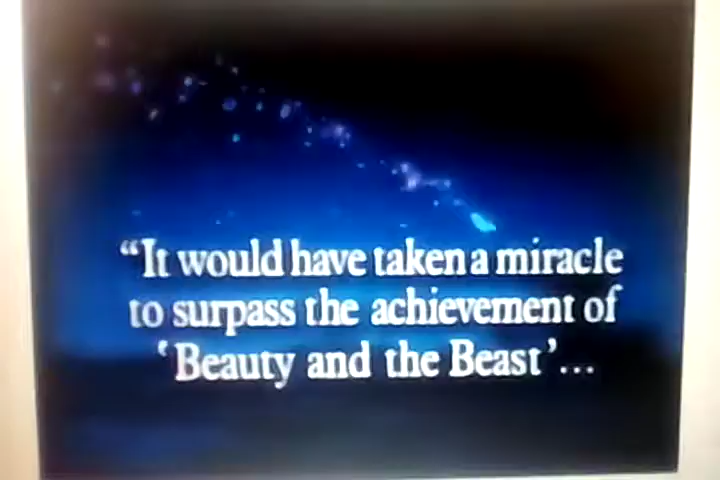 “It would have taken a miracle
to surpass the achievement of
‘Beauty and the Beast’...